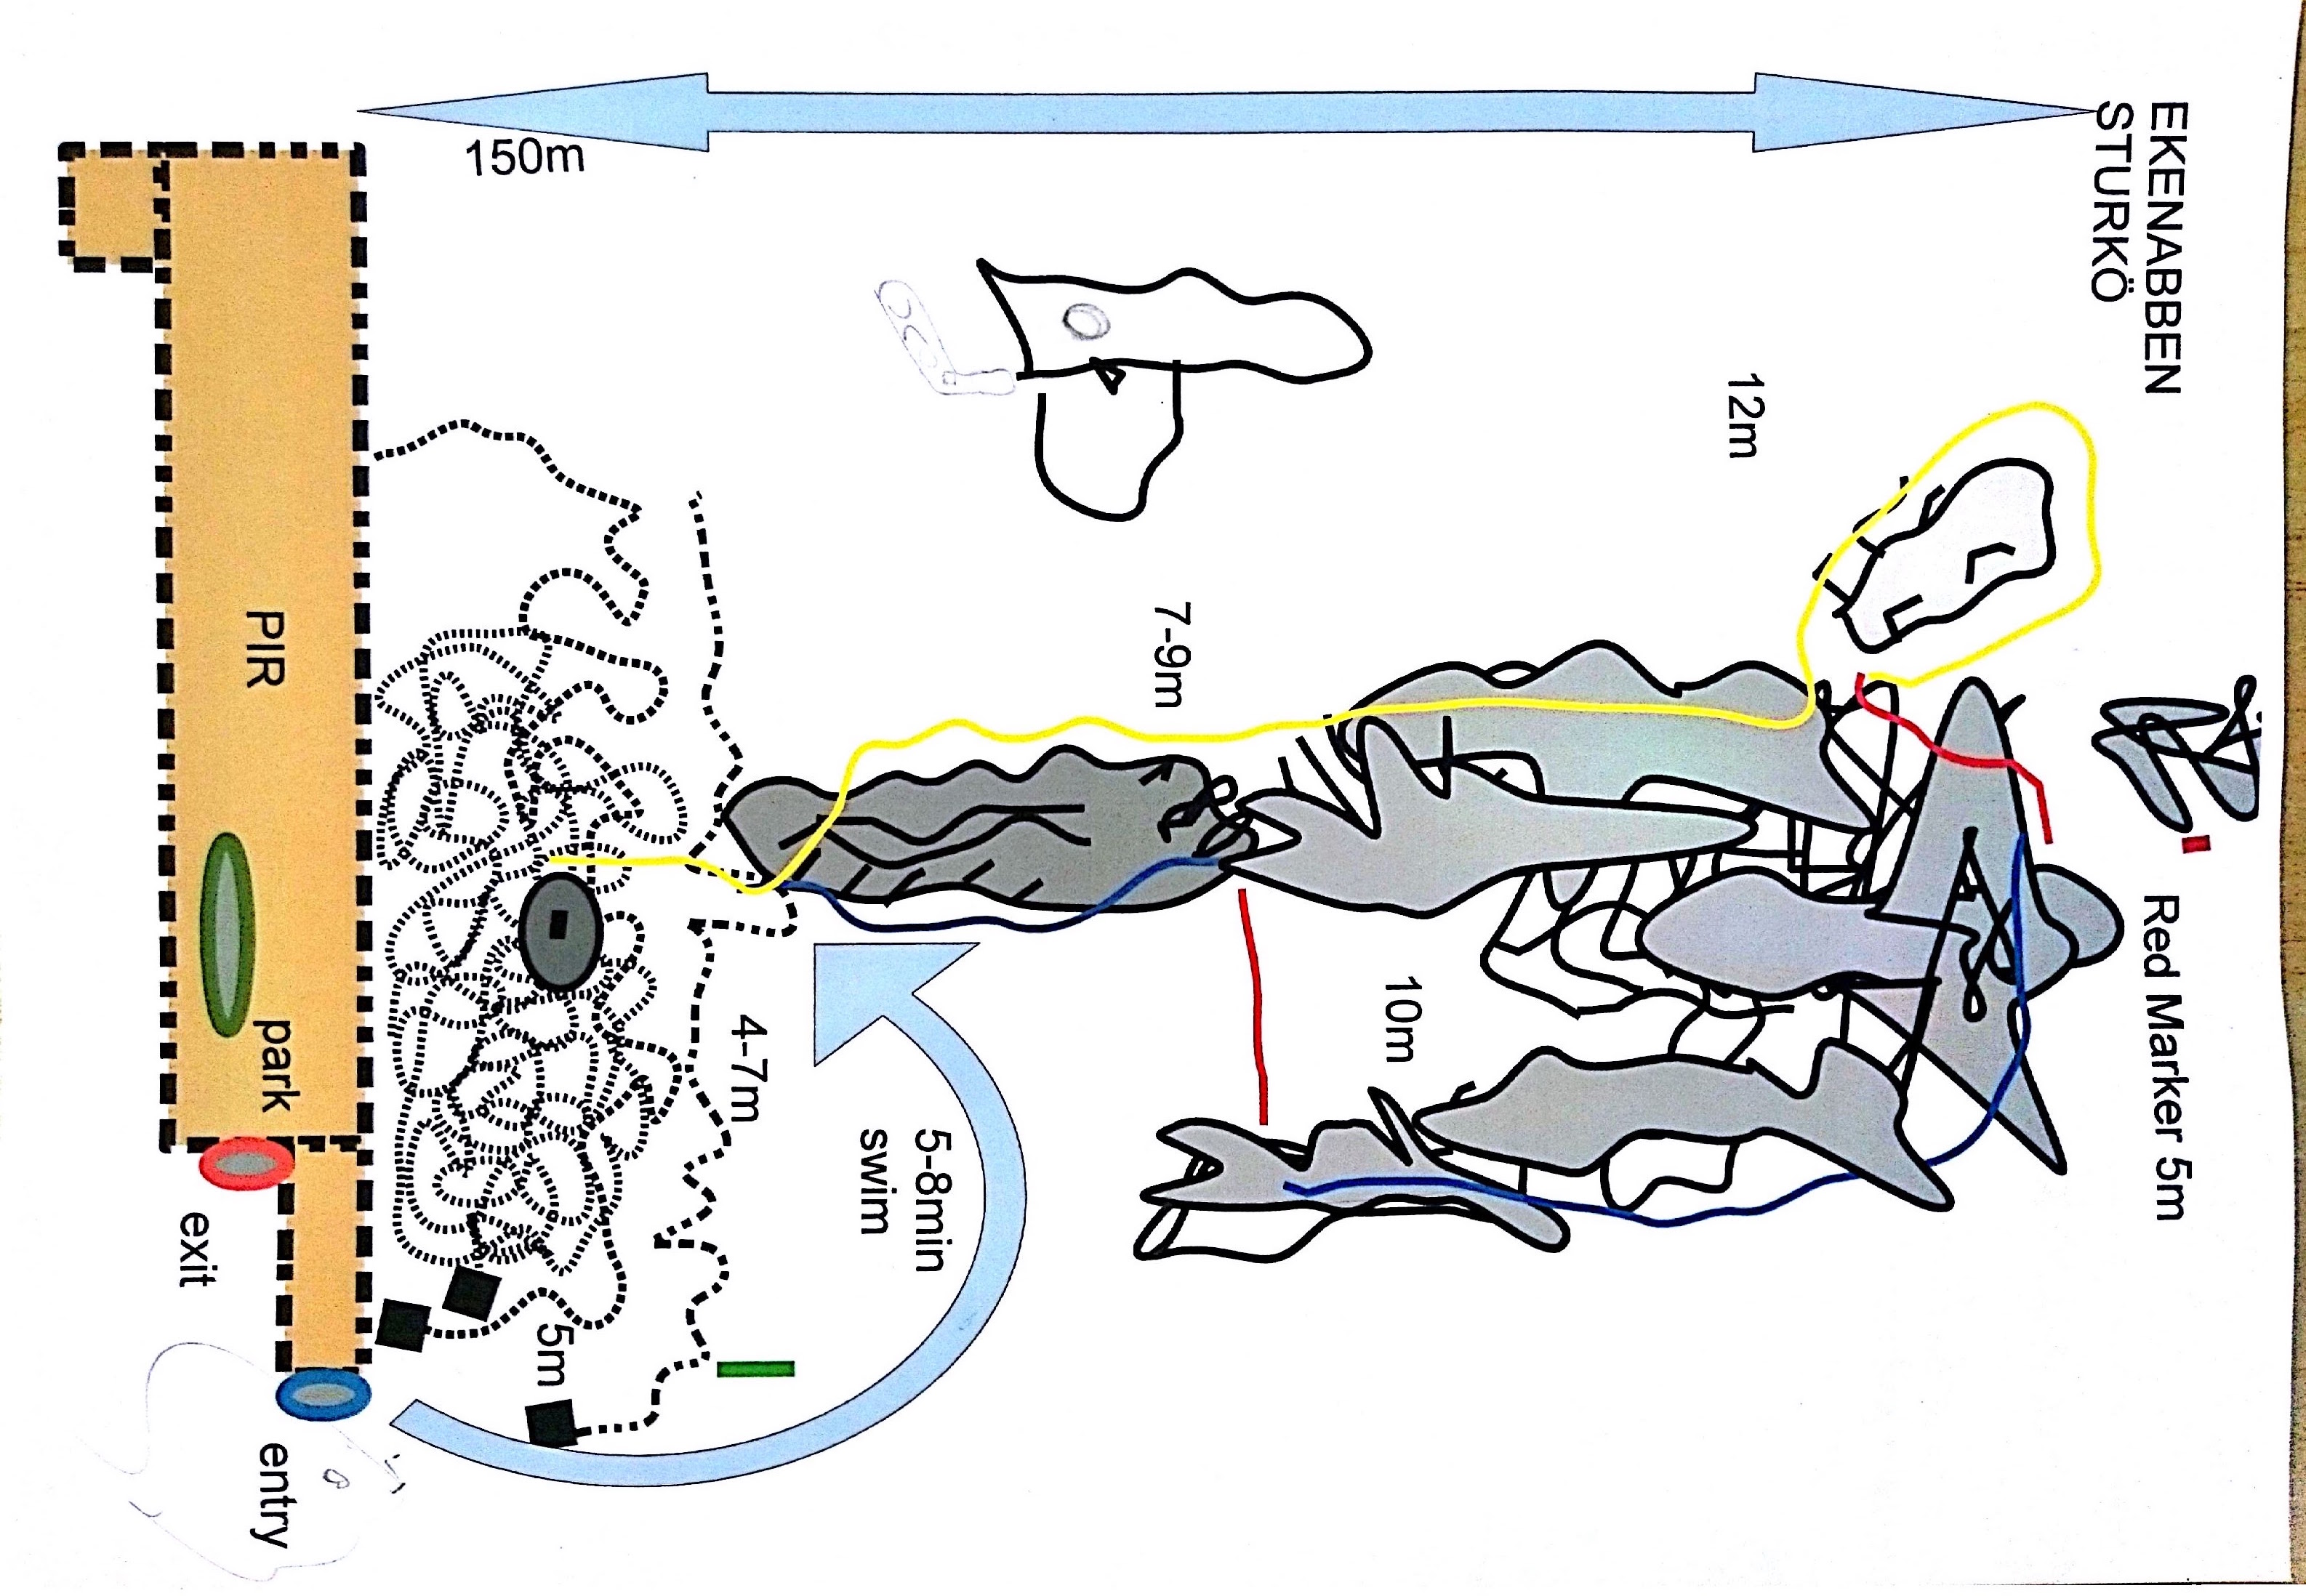 EKENABBEN
STURKÖ
150m
12m
Red Marker 5m
7-9m
10m
4-7m
5-8min
swim
5m
PIR
park
exit
entry